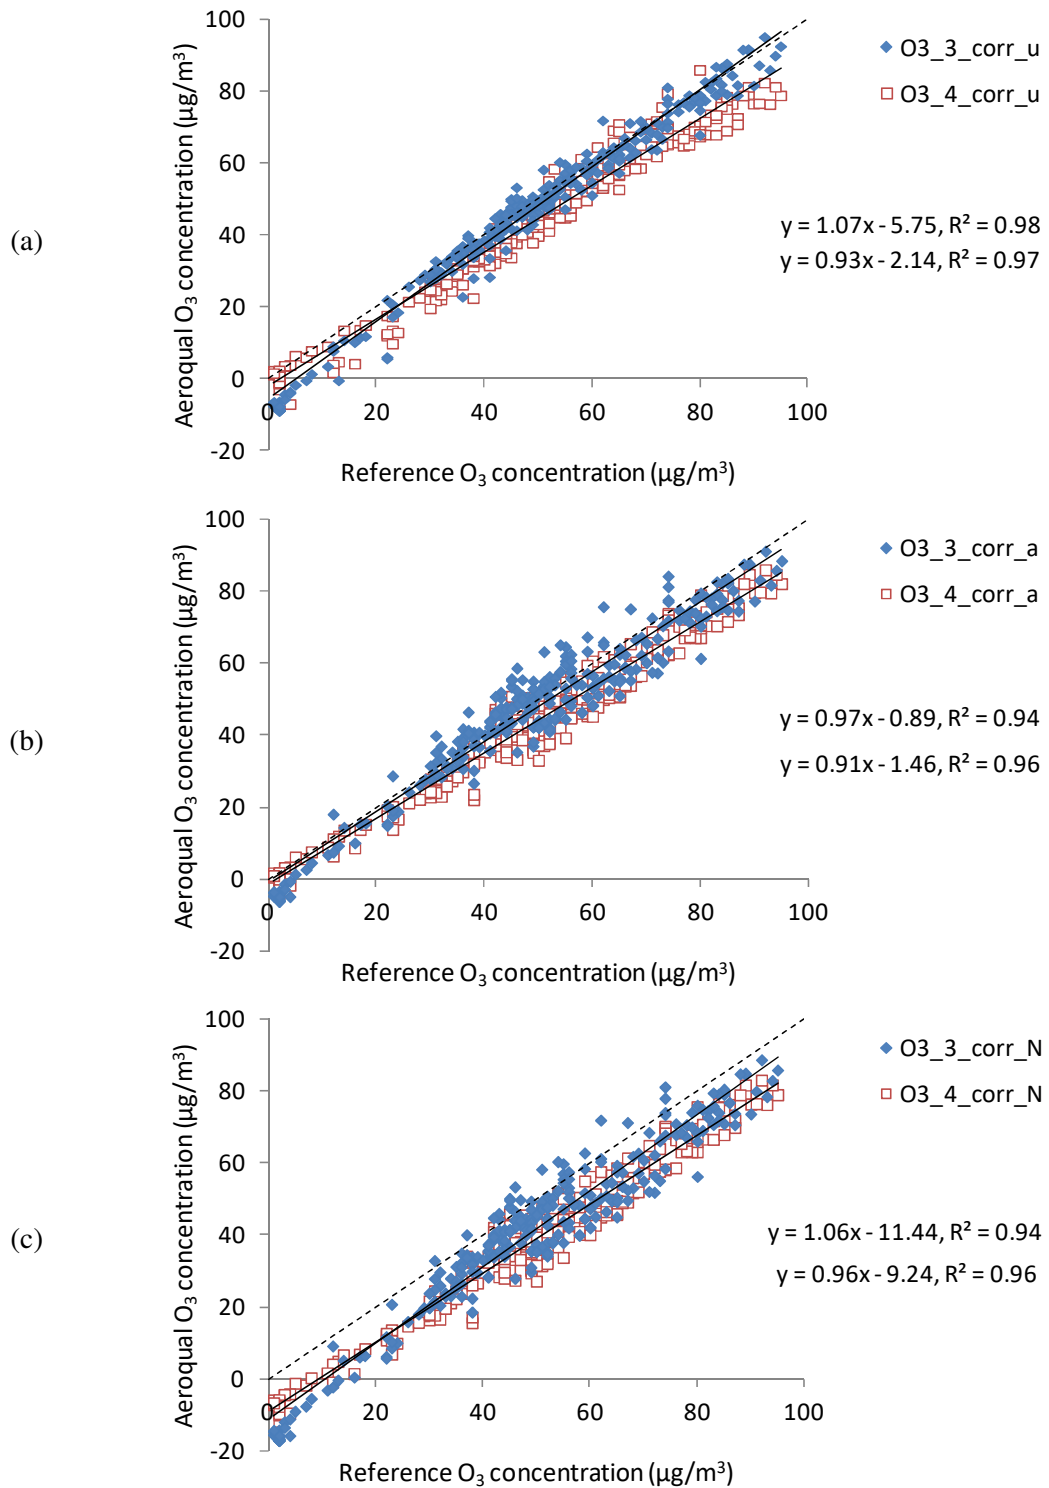 (a)
Aeroqual O₃ concentration (µg/m³)
100
80
60
40
20
0
-20
0 20 40 60 80 100
Reference O₃ concentration (µg/m³)
O3_3_corr_u
O3_4_corr_u
y = 1.07x - 5.75, R² = 0.98
y = 0.93x - 2.14, R² = 0.97
(b)
Aeroqual O₃ concentration (µg/m³)
100
80
60
40
20
0
-20
0 20 40 60 80 100
Reference O₃ concentration (µg/m³)
O3_3_corr_a
O3_4_corr_a
y = 0.97x - 0.89, R² = 0.94
y = 0.91x - 1.46, R² = 0.96
(c)
Aeroqual O₃ concentration (µg/m³)
100
80
60
40
20
0
-20
0 20 40 60 80 100
Reference O₃ concentration (µg/m³)
O3_3_corr_N
O3_4_corr_N
y = 1.06x - 11.44, R² = 0.94
y = 0.96x - 9.24, R² = 0.96